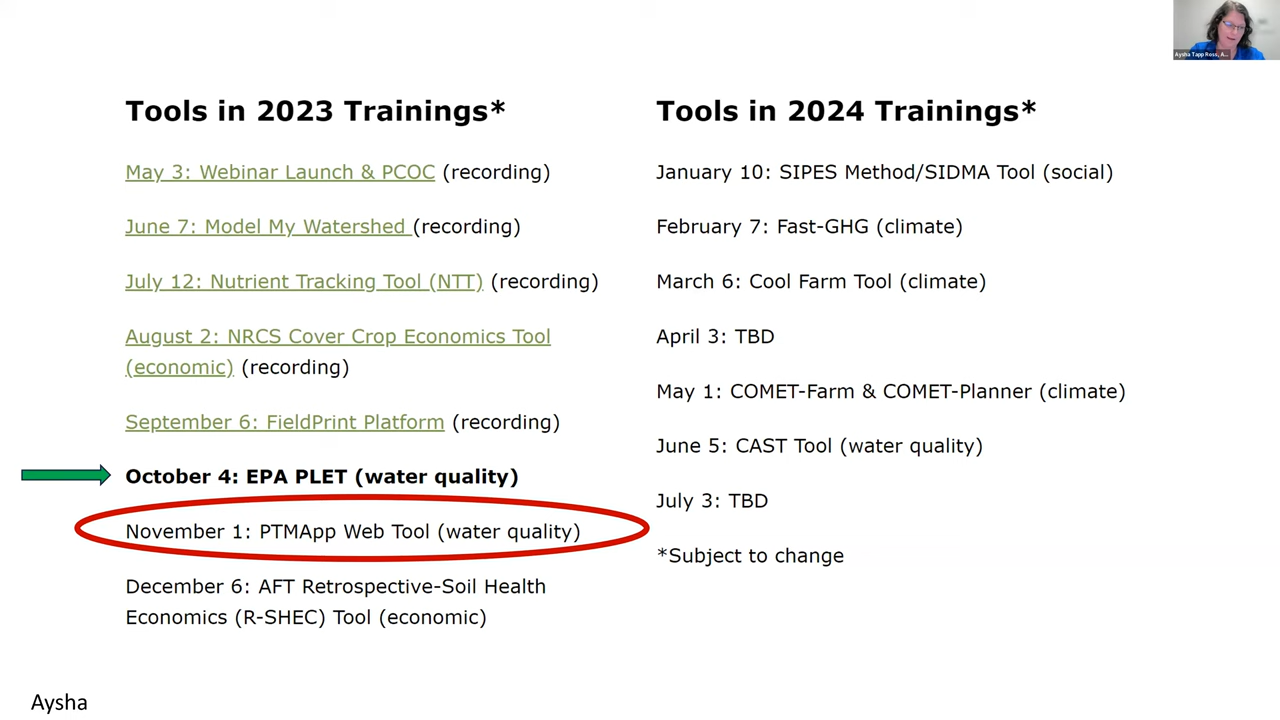 Aysha Tapp Ross, A...
Tools in 2023 Trainings*
May 3: Webinar Launch & PCOC (recording)
June 7: Model My Watershed (recording)
July 12: Nutrient Tracking Tool (NTT) (recording)
August 2: NRCS Cover Crop Economics Tool
(economic) (recording)
September 6: FieldPrint Platform (recording)
October 4: EPA PLET (water quality)
November 1: PTMApp Web Tool (water quality)
December 6: AFT Retrospective-Soil Health
Economics (R-SHEC) Tool (economic)
Tools in 2024 Trainings*
January 10: SIPES Method/SIDMA Tool (social)
February 7: Fast-GHG (climate)
March 6: Cool Farm Tool (climate)
April 3: TBD
May 1: COMET-Farm & COMET-Planner (climate)
June 5: CAST Tool (water quality)
July 3: TBD
*Subject to change
Aysha